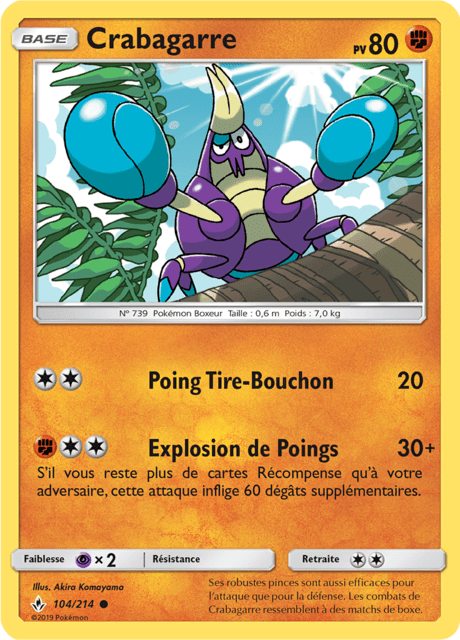 BASE Crabagarre PV 80
N° 739 Pokémon Boxeur Taille : 0,6 m Poids : 7,0 kg
Poing Tire-Bouchon 20
Explosion de Poings 30+
S'il vous reste plus de cartes Récompense qu'à votre
adversaire, cette attaque inflige 60 dégâts supplémentaires.
Faiblesse × 2 Résistance Retraite
Illus. Akira Komayama
104/214
©2019 Pokémon
Ses robustes pinces sont aussi efficaces pour
l'attaque que pour la défense. Les combats de
Crabagarre ressemblent à des matchs de boxe.